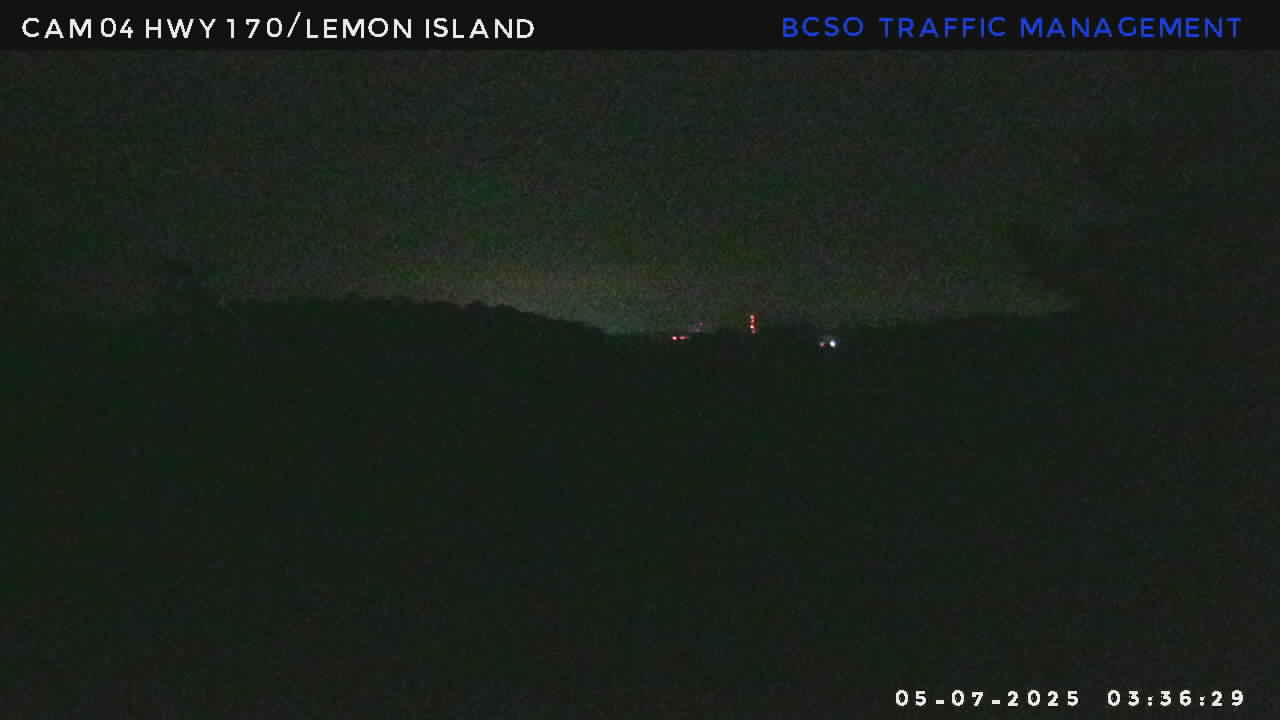 CAM04 HWY 170/LEMON ISLAND
BCSO TRAFFIC MANAGEMENT
05-07-2025 03:36:29